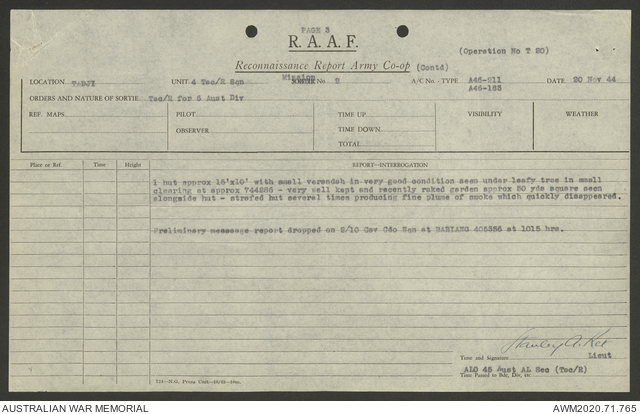 PAGE 3
R. A. A. F.
(Operation No T 20)
Reconnaissance Report Army Co-op (Contd)
LOCATION TADJI UNIT 4 Tac/R Sqn Mission No. 2 A/C No. - TYPE A46-211 DATE 20 Nov 44
A46-183
ORDERS AND NATURE OF SORTIE Tac/R for 6 Aust Div
REF. MAPS PILOT TIME UP VISIBILITY WEATHER
OBSERVER TIME DOWN
TOTAL
Place or Ref. Time Height REPORT—INTERROGATION
1 hut approx 15'x10' with small verandah in very good condition seen under leafy tree in small
clearing at approx 744266 - very well kept and recently raked garden approx 50 yds square seen
alongside hut - strafed hut several times producing fine plume of smoke which quickly disappeared.
Preliminary message report dropped on 2/10 Cav Cdo Sqn at BABIANG 405356 at 1015 hrs.
Time and Signature Lieut
ALO 45 Aust AL Sec (Tac/R)
Time Passed to Bde, Div, etc.
AUSTRALIAN WAR MEMORIAL AWM2020.71.765